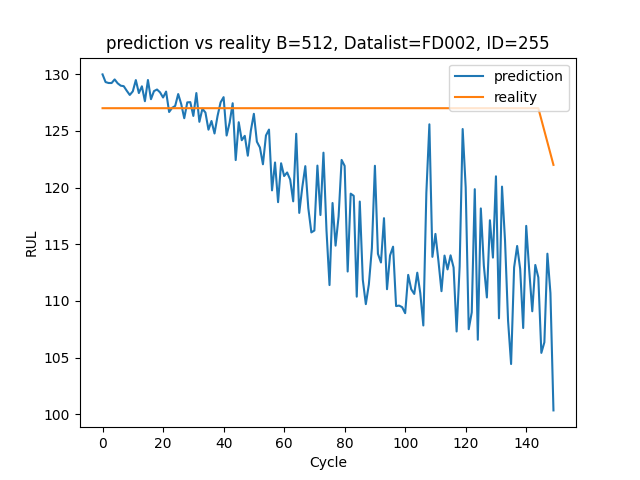 prediction vs reality B=512, Datalist=FD002, ID=255
prediction
reality
130
125
120
115
110
105
100
RUL
0 20 40 60 80 100 120 140
Cycle